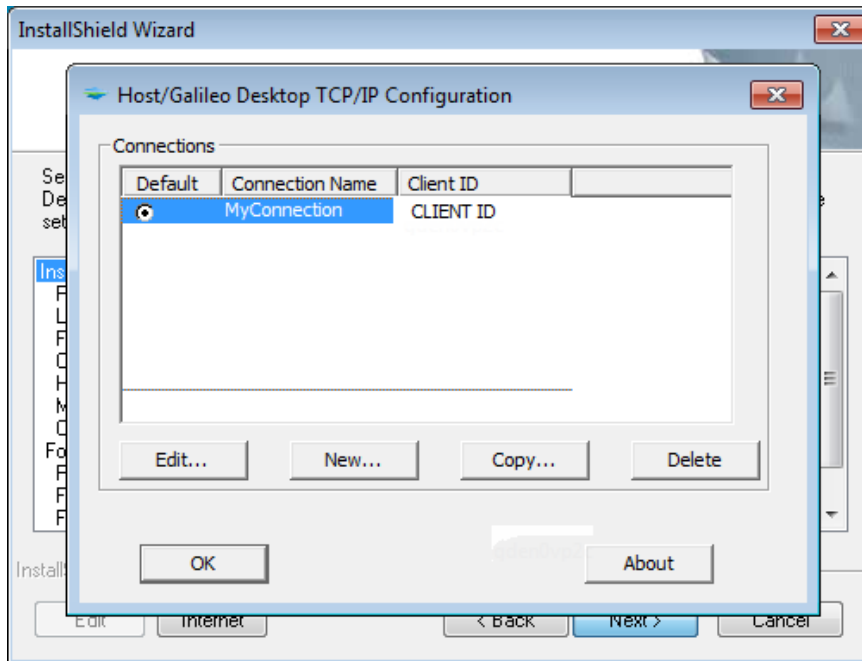 InstallShield Wizard
Host/Galileo Desktop TCP/IP Configuration
Connections
Default Connection Name Client ID
MyConnection CLIENT ID
Edit... New... Copy... Delete
OK About
Edit Internet < Back Next > Cancel